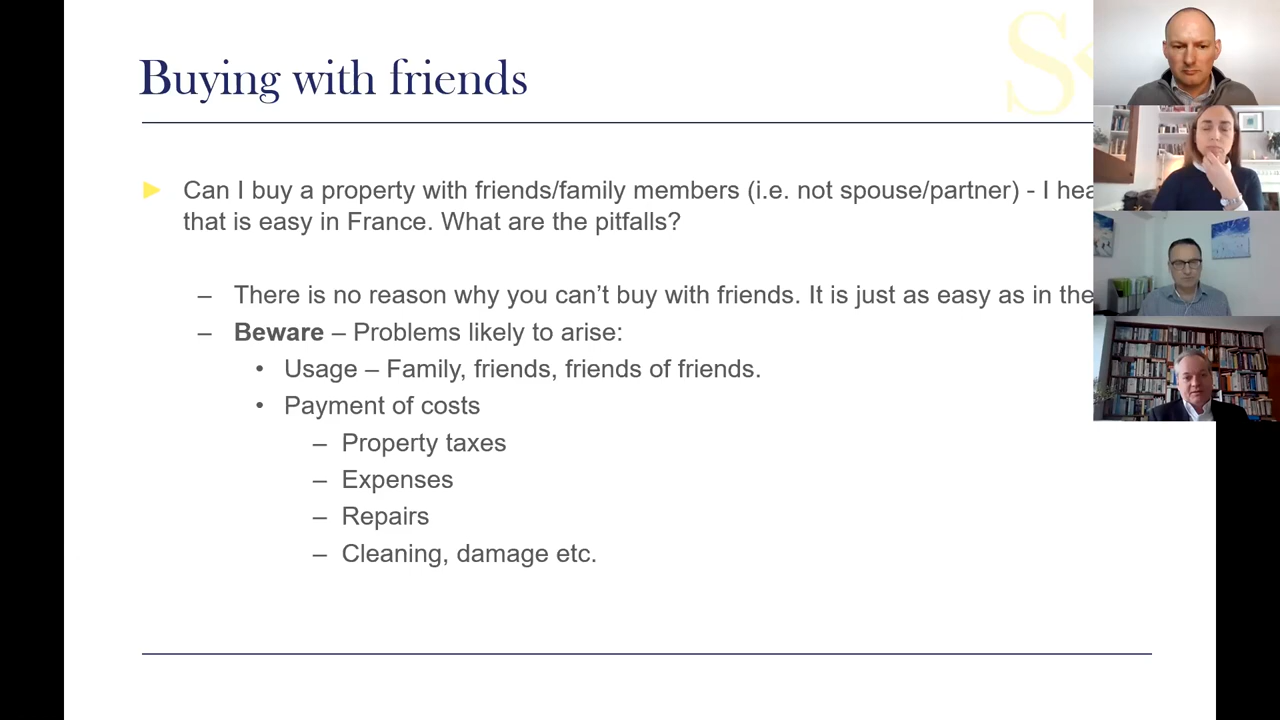 Buying with friends
► Can I buy a property with friends/family members (i.e. not spouse/partner) - I hea
that is easy in France. What are the pitfalls?
– There is no reason why you can’t buy with friends. It is just as easy as in the
– Beware – Problems likely to arise:
• Usage – Family, friends, friends of friends.
• Payment of costs
– Property taxes
– Expenses
– Repairs
– Cleaning, damage etc.